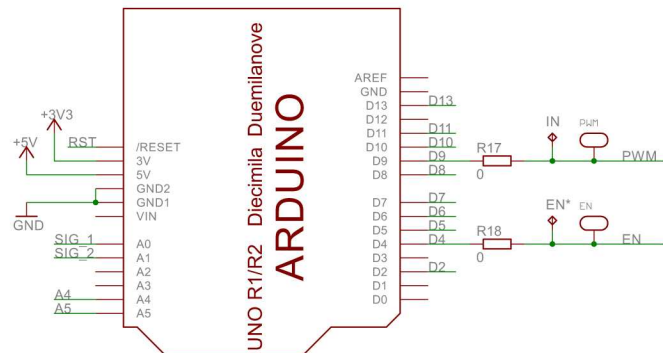 +3V3
+5V
RST
GND
SIG_1
SIG_2
A4
A5
/RESET
3V
5V
GND2
GND1
VIN
A0
A1
A2
A3
A4
A5
UNO R1/R2 Diecimila Duemilanove
ARDUINO
AREF
GND
D13 D13
D12
D11 D11
D10 D10
D9 D9
D8 D8
D7 D7
D6 D6
D5 D5
D4 D4
D3
D2 D2
D1
D0
R17
0
IN
PWM
PWM
R18
0
EN*
EN
EN